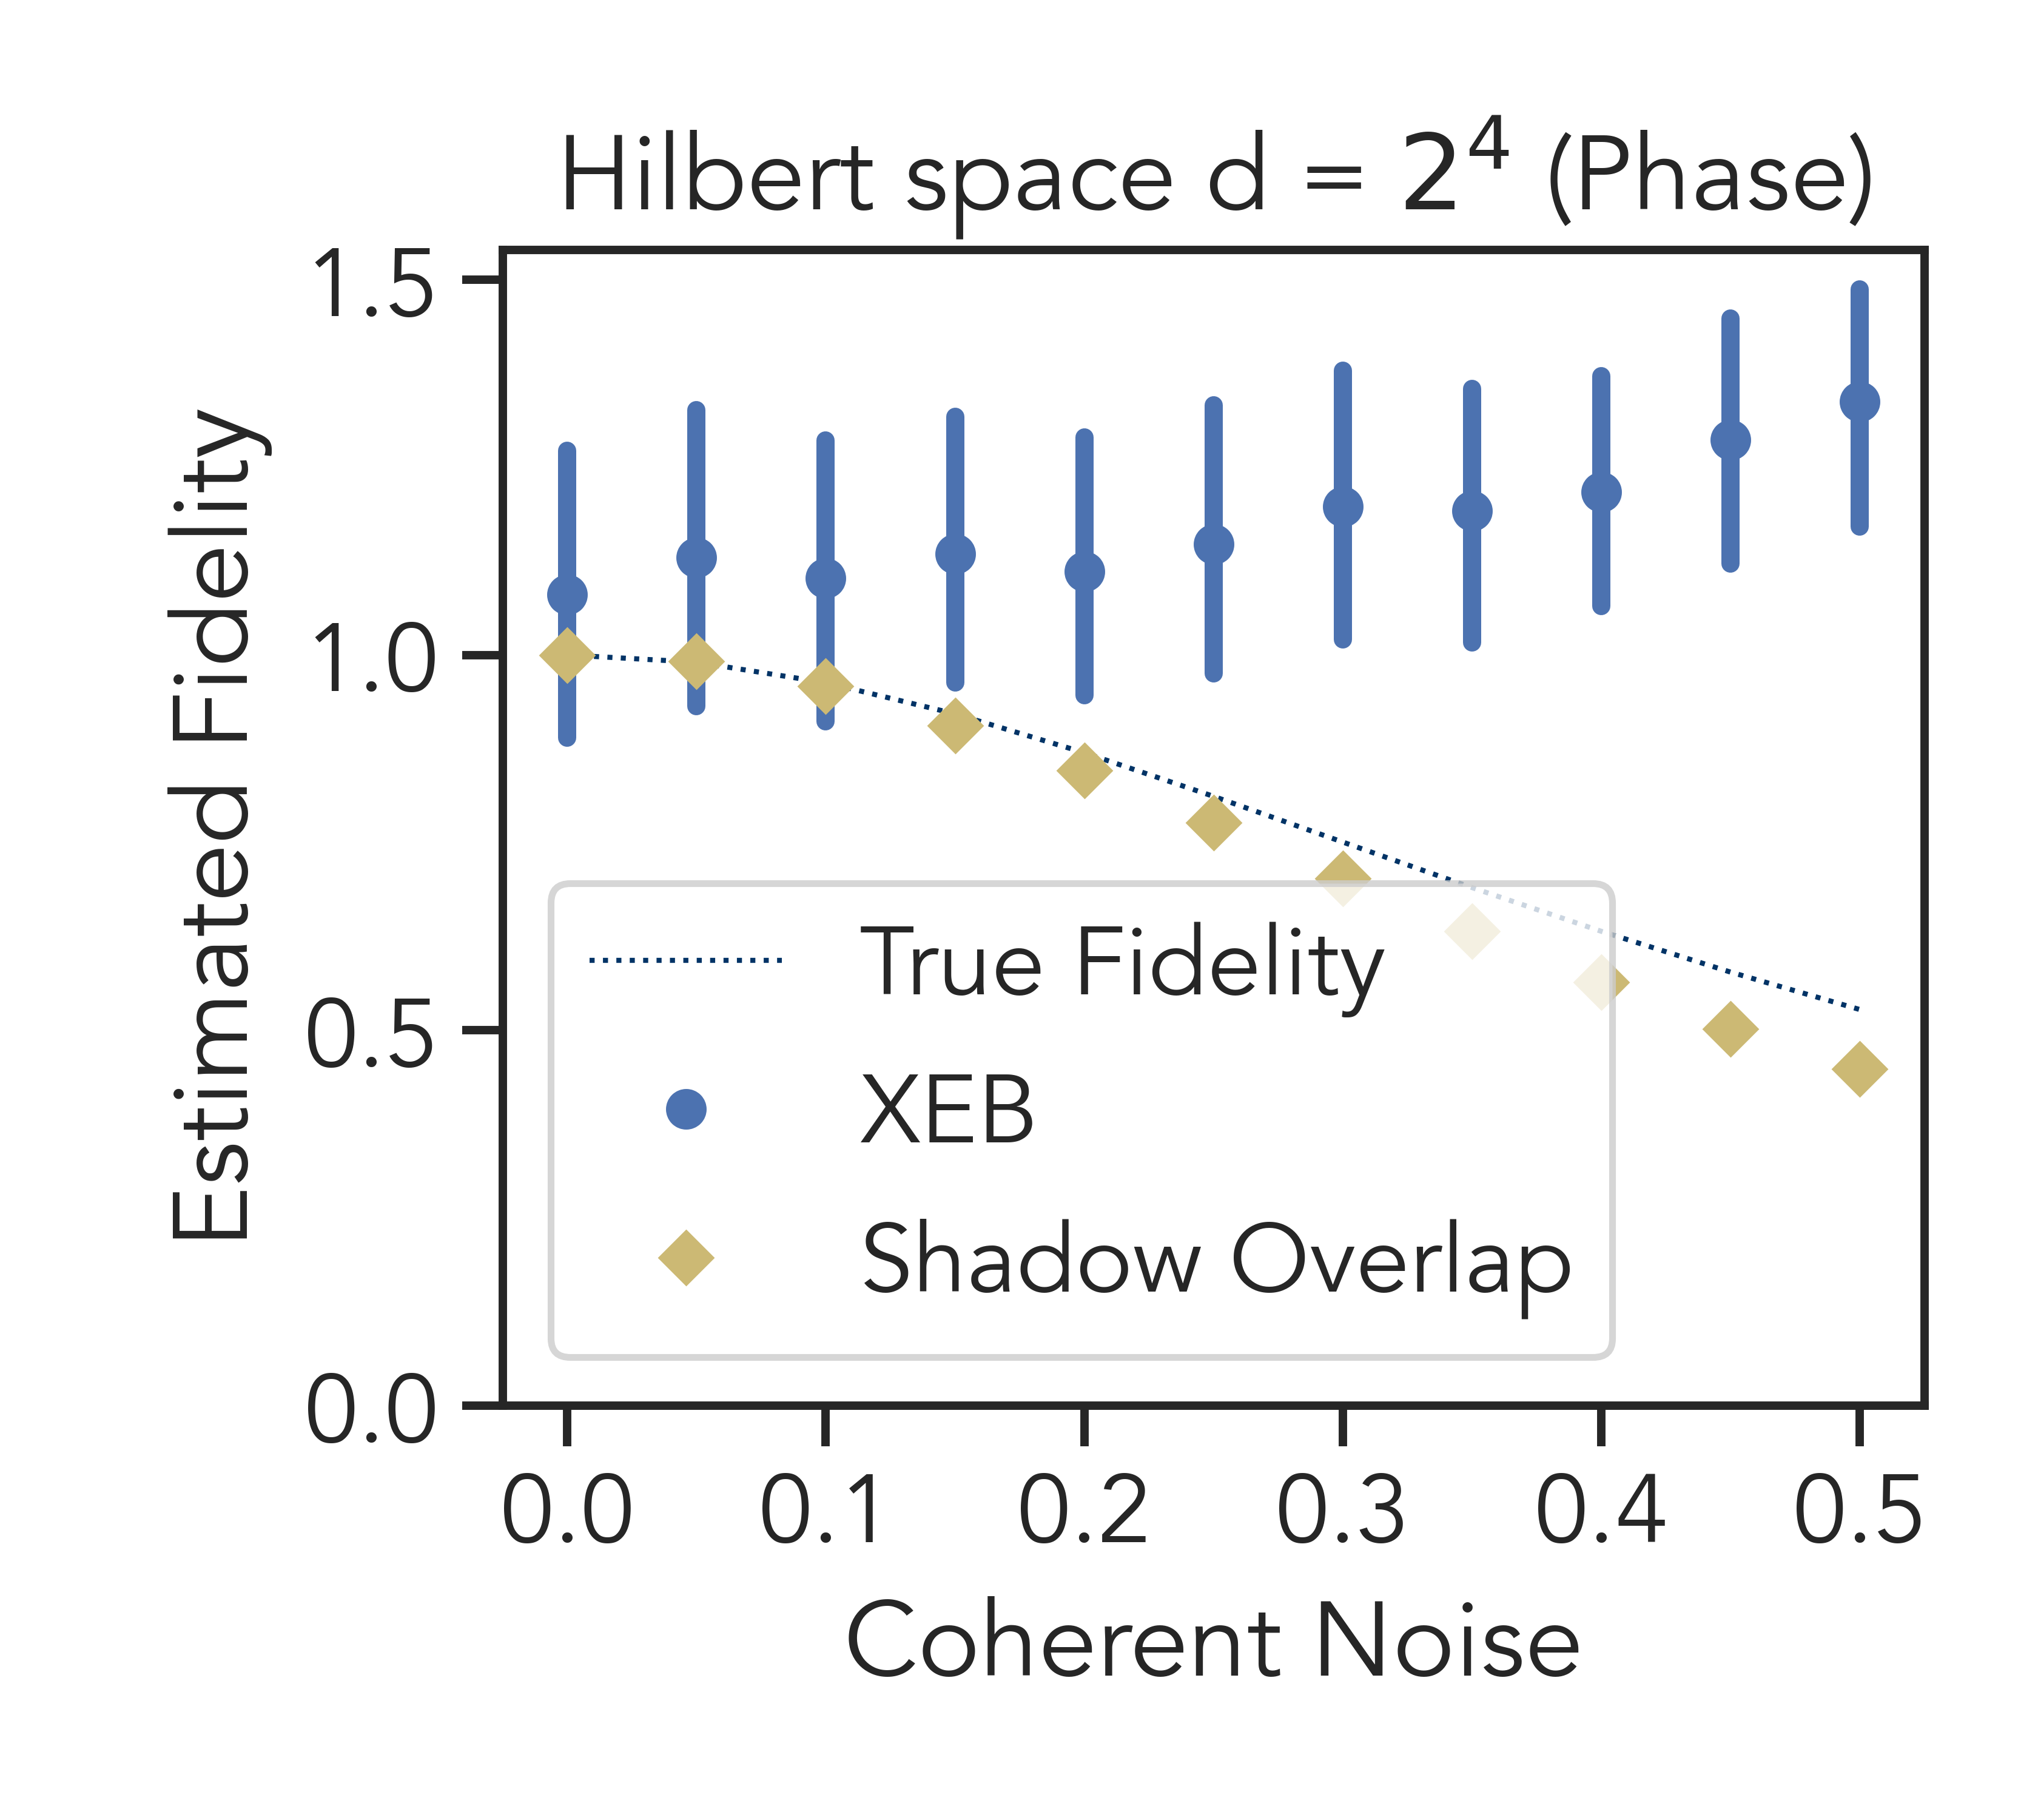 Hilbert space d = 2⁴ (Phase)
1.5
1.0
0.5
0.0
Estimated Fidelity
True Fidelity
XEB
Shadow Overlap
0.0 0.1 0.2 0.3 0.4 0.5
Coherent Noise